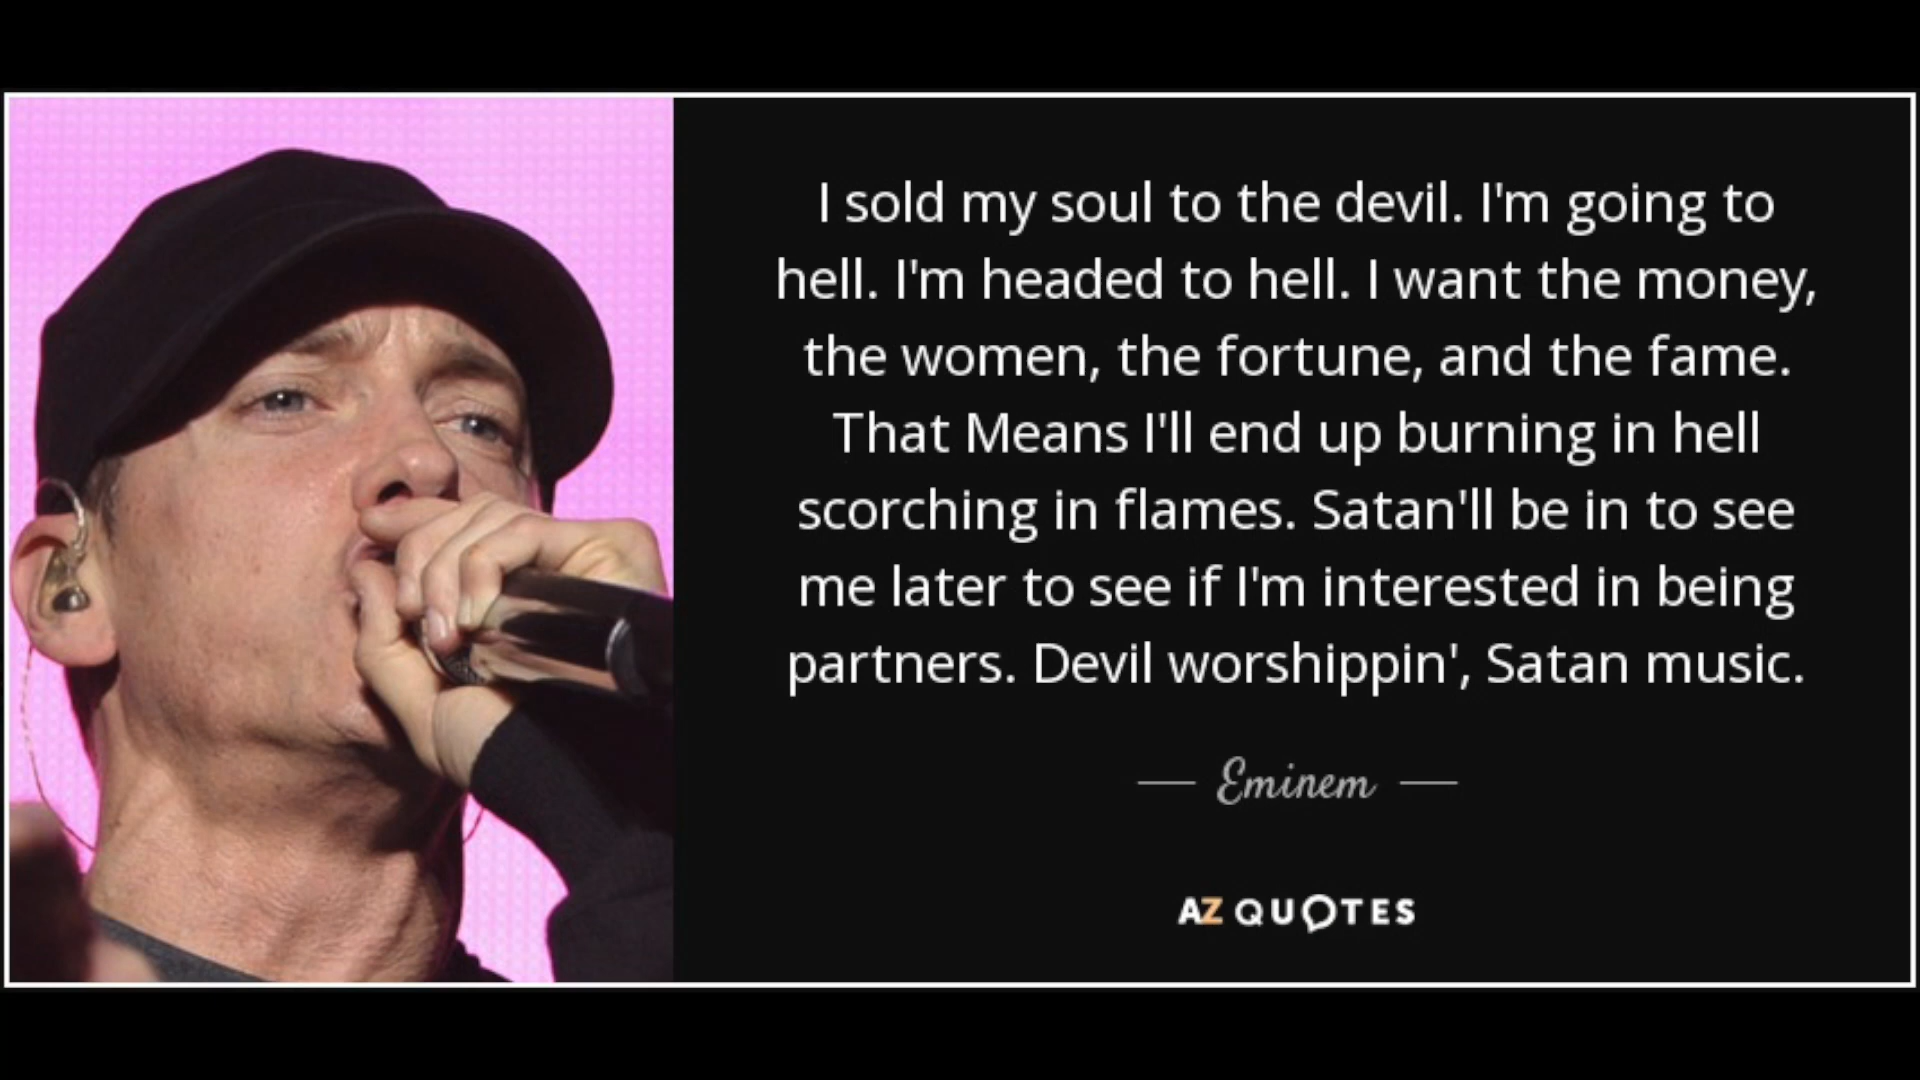 I sold my soul to the devil. I'm going to
hell. I'm headed to hell. I want the money,
the women, the fortune, and the fame.
That Means I'll end up burning in hell
scorching in flames. Satan'll be in to see
me later to see if I'm interested in being
partners. Devil worshippin', Satan music.
Eminem
AZ QUOTES